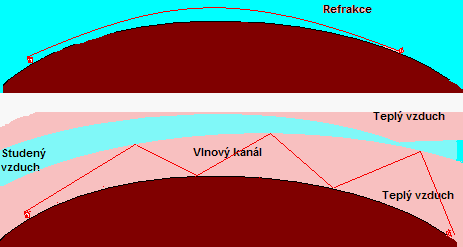 Refrakce
Teplý vzduch
Studený
vzduch
Vlnový kanál
Teplý vzduch